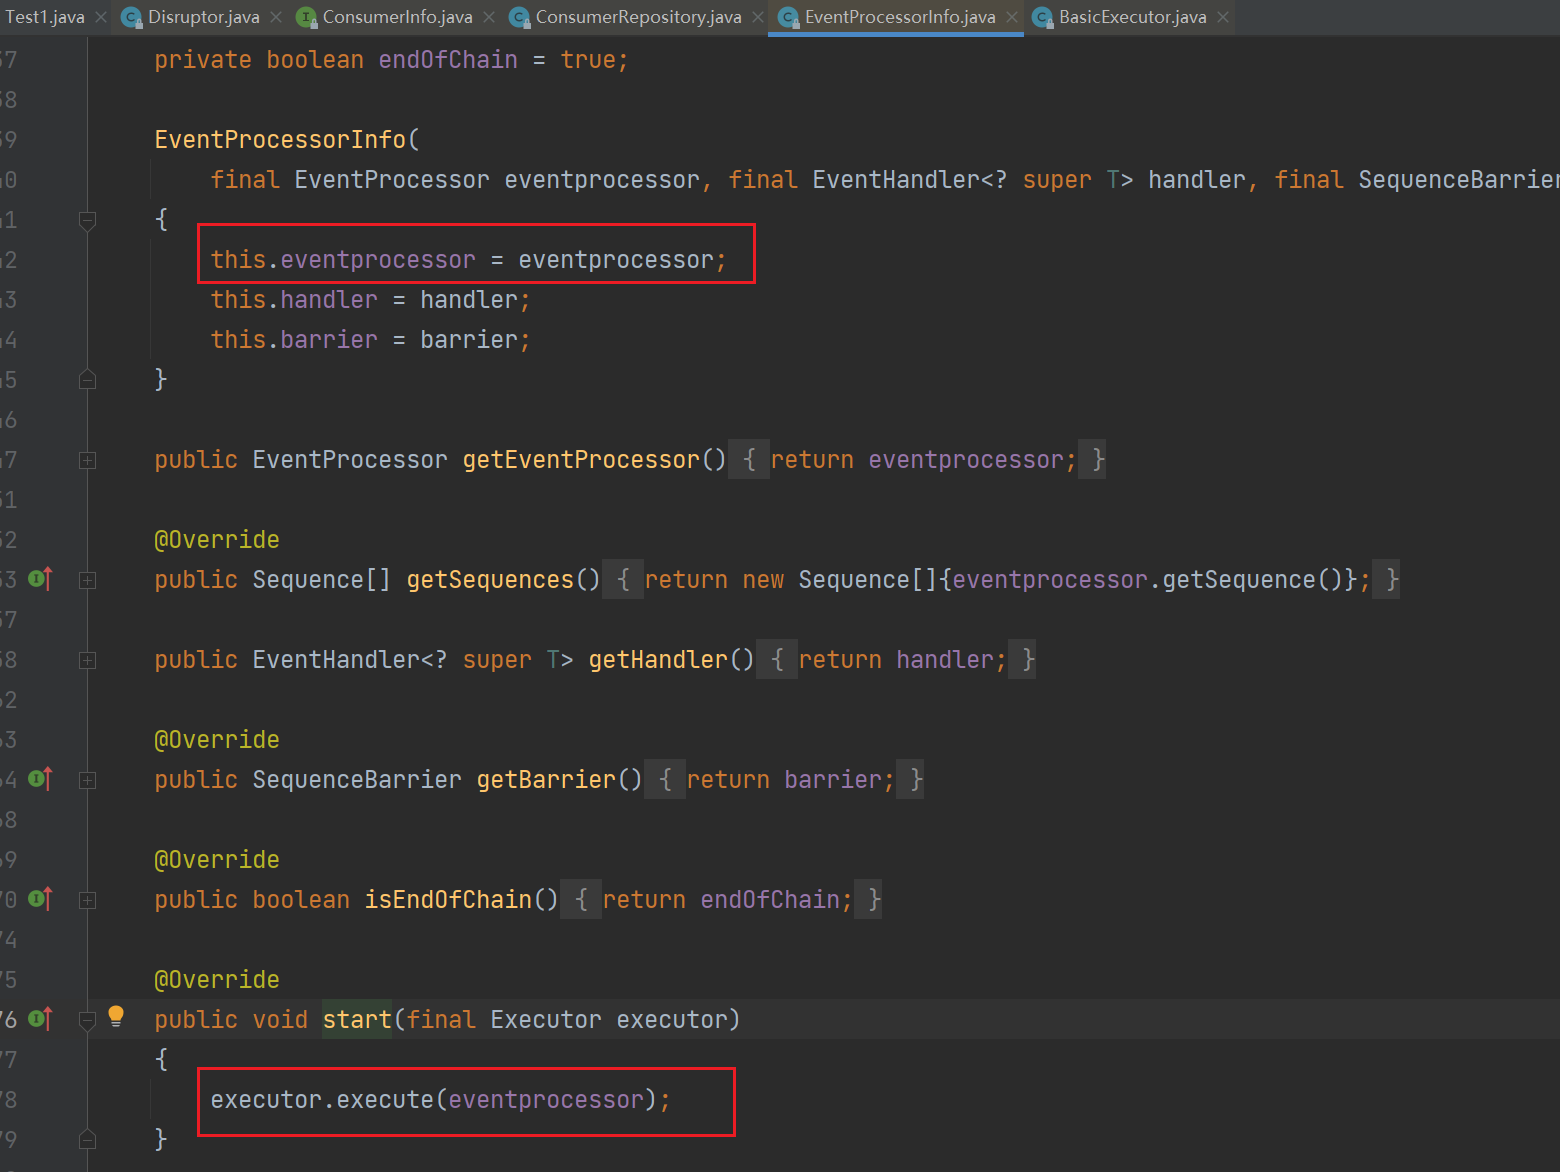 Test1.java Disruptor.java ConsumerInfo.java ConsumerRepository.java EventProcessorInfo.java BasicExecutor.java
57 private boolean endOfChain = true;
58
59 EventProcessorInfo(
40 final EventProcessor eventprocessor, final EventHandler<? super T> handler, final SequenceBarrier
41 {
42 this.eventprocessor = eventprocessor;
43 this.handler = handler;
44 this.barrier = barrier;
45 }
46
47 public EventProcessor getEventProcessor() { return eventprocessor; }
51
52 @Override
53 public Sequence[] getSequences() { return new Sequence[]{eventprocessor.getSequence()}; }
57
58 public EventHandler<? super T> getHandler() { return handler; }
62
63 @Override
64 public SequenceBarrier getBarrier() { return barrier; }
68
69 @Override
70 public boolean isEndOfChain() { return endOfChain; }
74
75 @Override
76 public void start(final Executor executor)
77 {
78 executor.execute(eventprocessor);
79 }